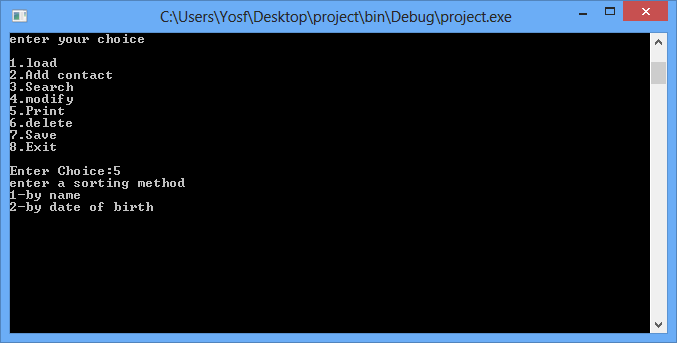 C:\Users\Yosf\Desktop\project\bin\Debug\project.exe
enter your choice
1.load
2.Add contact
3.Search
4.modify
5.Print
6.delete
7.Save
8.Exit
Enter Choice:5
enter a sorting method
1-by name
2-by date of birth